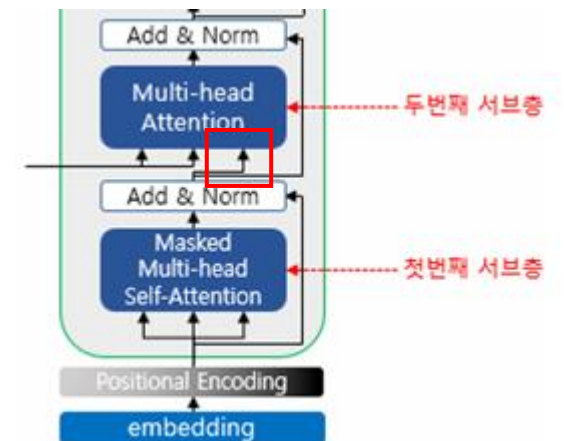 Add & Norm
Multi-head
Attention
두번째 서브층
Add & Norm
Masked
Multi-head
Self-Attention
첫번째 서브층
Positional Encoding
embedding